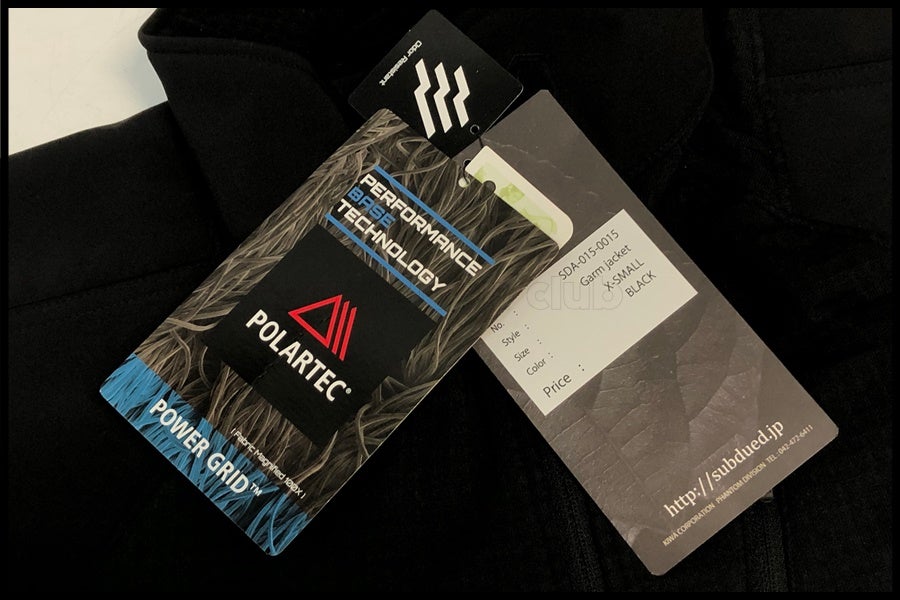 Odor Resistant
PERFORMANCE
BASE
TECHNOLOGY
POLARTEC®
POWER GRID™
( Fabric Magnified 100X )
No. : SDA-015-0015
Style : Garm jacket
Size : X-SMALL
Color : BLACK
Price :
club
http://subdued.jp
KIWA CORPORATION PHANTOM DIVISION TEL : 042-472-6411